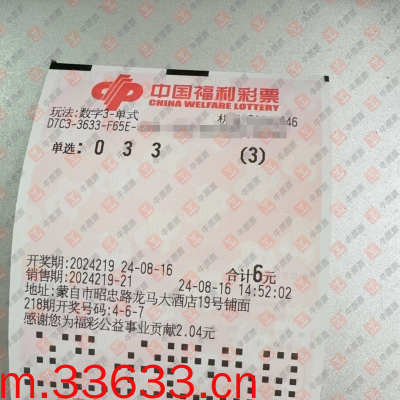 中国福利彩票
CHINA WELFARE LOTTERY
玩法:数字3-单式
D7C3-3633-F65E-
46
单选: 0 3 3 (3)
开奖期:2024219 24-08-16 合计6元
销售期:2024219-21 24-08-16 14:52:02
地址:蒙自市昭忠路龙马大酒店19号铺面
218期开奖号码:4-6-7
感谢您为福彩公益事业贡献2.04元
m.33633.cn